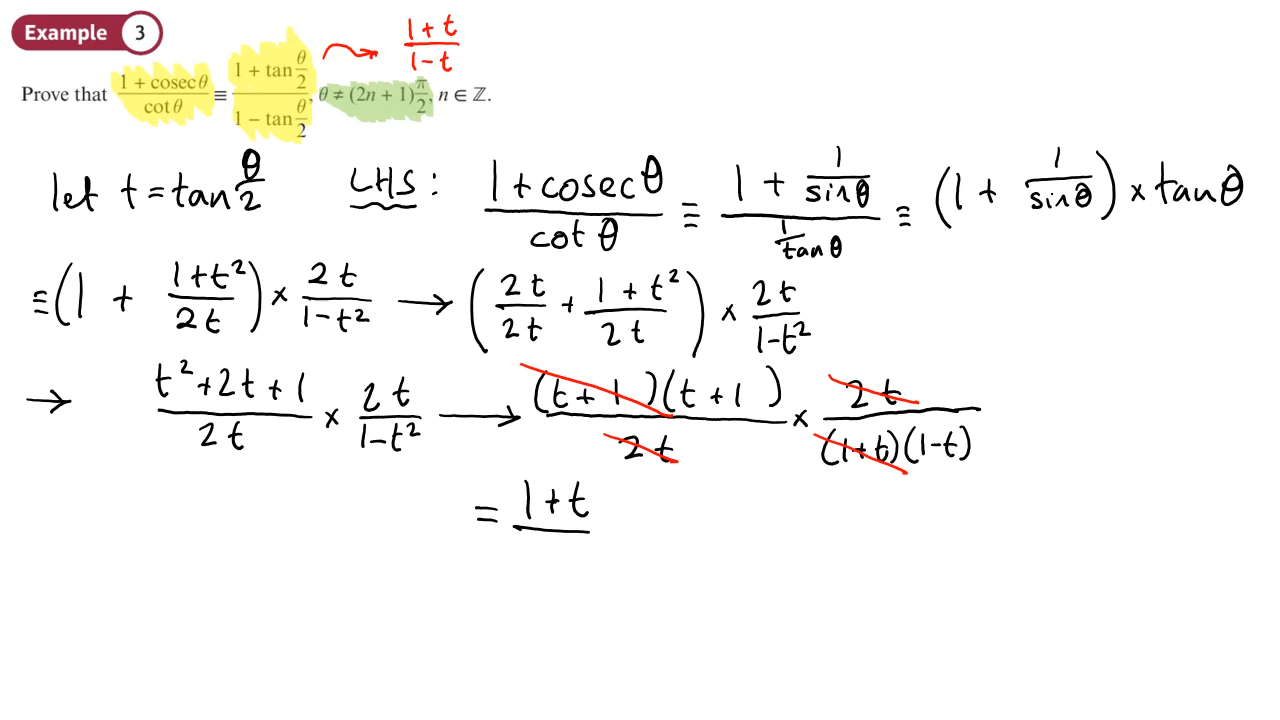 Example 3
1 + t / 1 - t
Prove that (1 + cosec θ)/(cot θ) ≡ (1 + tan θ/2)/(1 − tan θ/2), θ ≠ (2n + 1)π/2, n ∈ ℤ.
let t = tan θ/2 LHS: (1 + cosec θ)/(cot θ) ≡ (1 + 1/sin θ)/(1/tan θ) ≡ (1 + 1/sin θ) × tan θ
≡ (1 + (1 + t²)/2t) × 2t/(1 - t²) → (2t/2t + (1 + t²)/2t) × 2t/(1 - t²)
→ (t² + 2t + 1)/2t × 2t/(1 - t²) → (t + 1)(t + 1)/2t × 2t/(1 + t)(1 - t)
= 1 + t